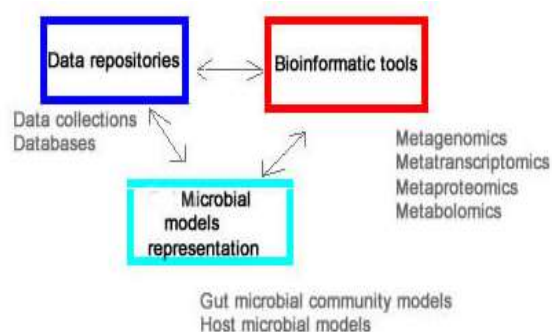 Data repositories
Bioinformatic tools
Data collections
Databases
Metagenomics
Metatranscriptomics
Metaproteomics
Metabolomics
Microbial
models
representation
Gut microbial community models
Host microbial models